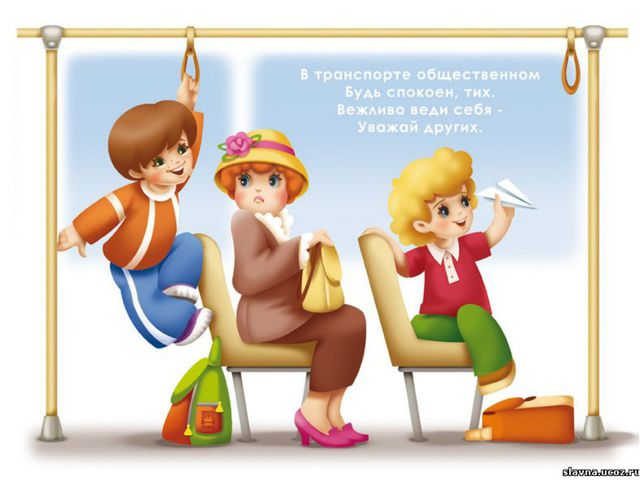 В транспорте общественном
Будь спокоен, тих.
Вежливо веди себя -
Уважай других.
slavna.ucoz.ru